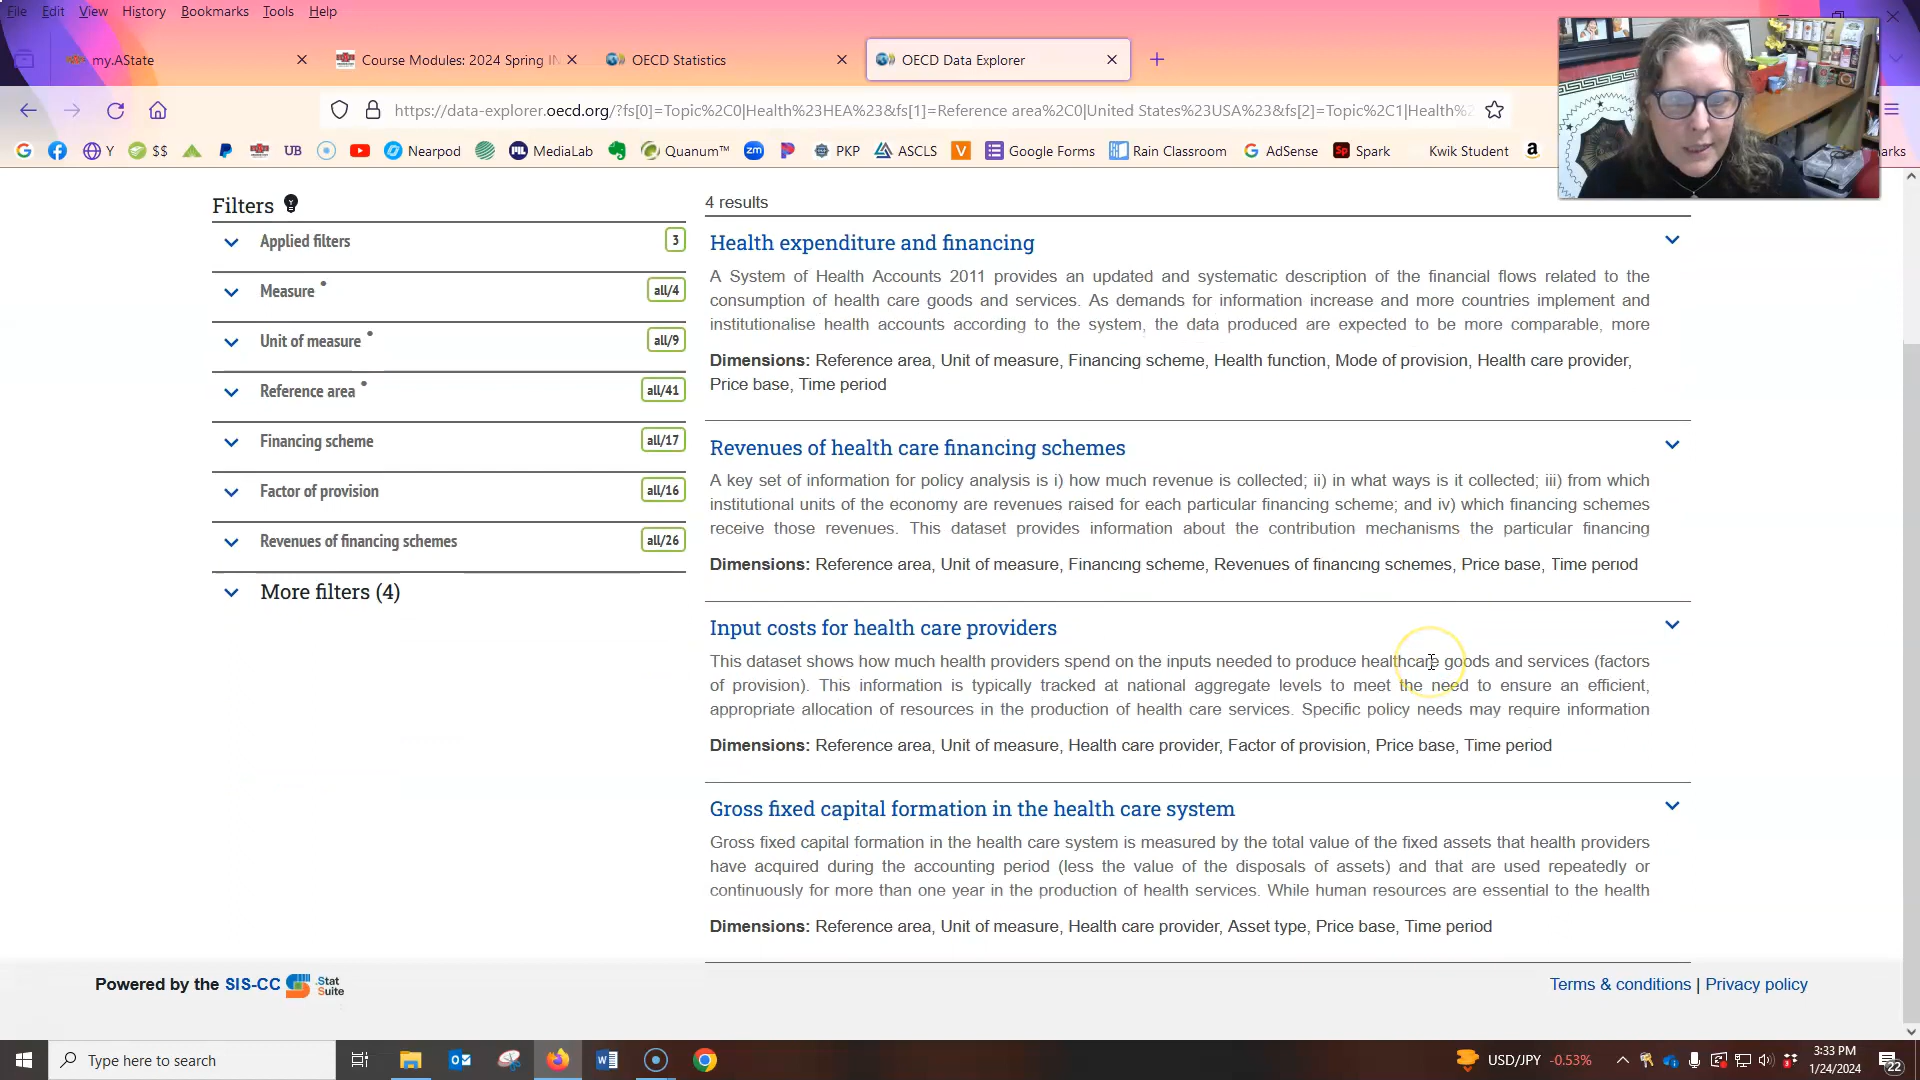 File Edit View History Bookmarks Tools Help
my.AState
Course Modules: 2024 Spring IN
OECD Statistics
OECD Data Explorer
https://data-explorer.oecd.org/?fs[0]=Topic%2C0|Health%23HEA%23&fs[1]=Reference area%2C0|United States%23USA%23&fs[2]=Topic%2C1|Health%2
Y $$ UB Nearpod MediaLab Quanum™ PKP ASCLS Google Forms Rain Classroom AdSense Spark Kwik Student
Filters
Applied filters 3
Measure all/4
Unit of measure all/9
Reference area all/41
Financing scheme all/17
Factor of provision all/16
Revenues of financing schemes all/26
More filters (4)
4 results
Health expenditure and financing
A System of Health Accounts 2011 provides an updated and systematic description of the financial flows related to the
consumption of health care goods and services. As demands for information increase and more countries implement and
institutionalise health accounts according to the system, the data produced are expected to be more comparable, more
Dimensions: Reference area, Unit of measure, Financing scheme, Health function, Mode of provision, Health care provider,
Price base, Time period
Revenues of health care financing schemes
A key set of information for policy analysis is i) how much revenue is collected; ii) in what ways is it collected; iii) from which
institutional units of the economy are revenues raised for each particular financing scheme; and iv) which financing schemes
receive those revenues. This dataset provides information about the contribution mechanisms the particular financing
Dimensions: Reference area, Unit of measure, Financing scheme, Revenues of financing schemes, Price base, Time period
Input costs for health care providers
This dataset shows how much health providers spend on the inputs needed to produce healthcare goods and services (factors
of provision). This information is typically tracked at national aggregate levels to meet the need to ensure an efficient,
appropriate allocation of resources in the production of health care services. Specific policy needs may require information
Dimensions: Reference area, Unit of measure, Health care provider, Factor of provision, Price base, Time period
Gross fixed capital formation in the health care system
Gross fixed capital formation in the health care system is measured by the total value of the fixed assets that health providers
have acquired during the accounting period (less the value of the disposals of assets) and that are used repeatedly or
continuously for more than one year in the production of health services. While human resources are essential to the health
Dimensions: Reference area, Unit of measure, Health care provider, Asset type, Price base, Time period
Powered by the SIS-CC .Stat Suite
Terms & conditions | Privacy policy
Type here to search
USD/JPY -0.53%
3:33 PM
1/24/2024
22